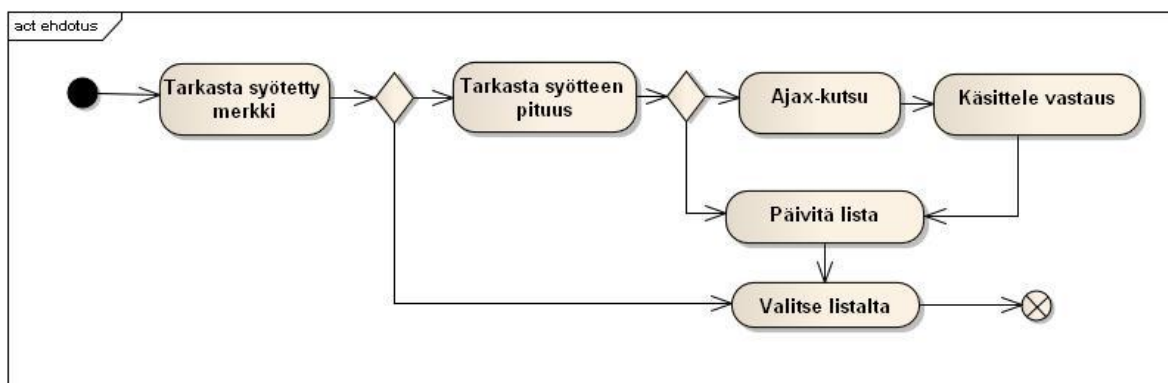 act ehdotus
Tarkasta syötetty
merkki
Tarkasta syötteen
pituus
Ajax-kutsu
Käsittele vastaus
Päivitä lista
Valitse listalta